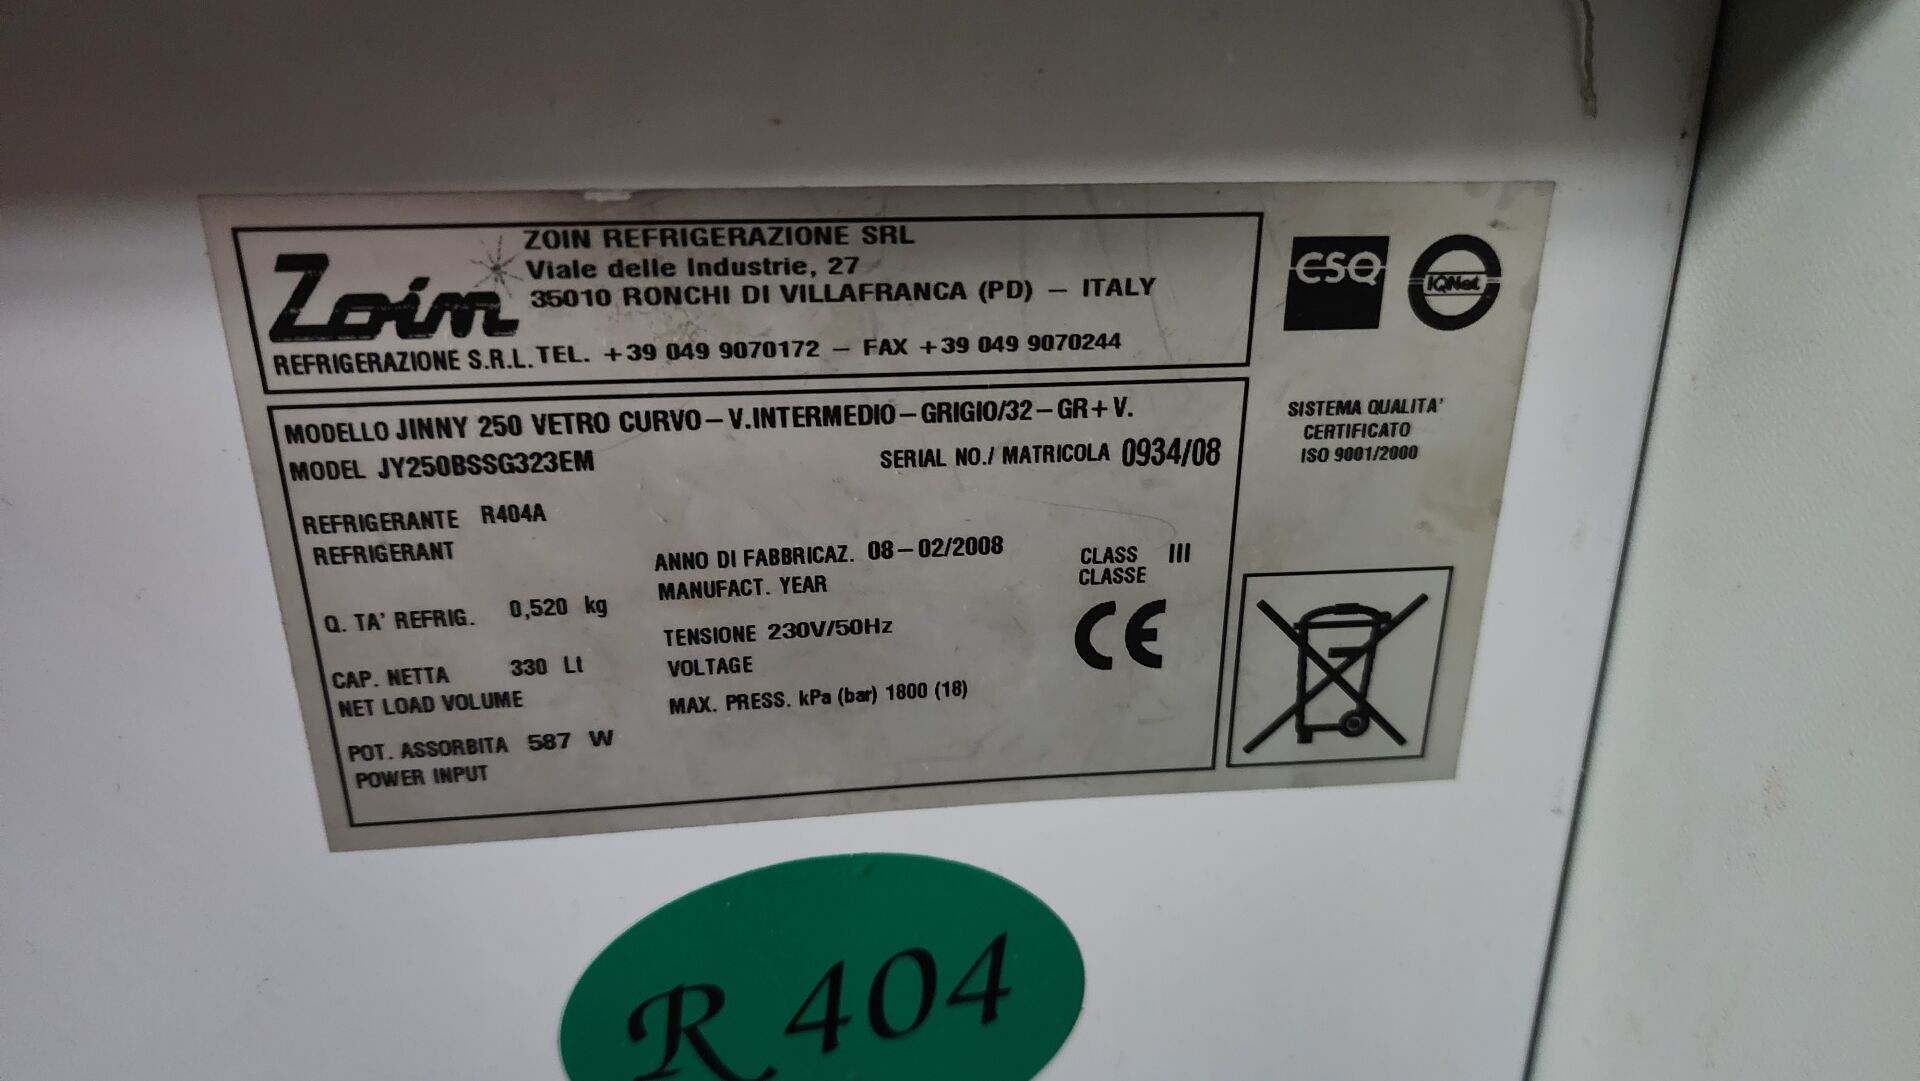 Zoin
ZOIN REFRIGERAZIONE SRL
Viale delle Industrie, 27
35010 RONCHI DI VILLAFRANCA (PD) – ITALY
REFRIGERAZIONE S.R.L. TEL. +39 049 9070172 – FAX +39 049 9070244
CSQ
IQNet
SISTEMA QUALITA'
CERTIFICATO
ISO 9001/2000
MODELLO JINNY 250 VETRO CURVO–V.INTERMEDIO–GRIGIO/32–GR+V.
MODEL JY250BSSG323EM
SERIAL NO./ MATRICOLA 0934/08
REFRIGERANTE R404A
REFRIGERANT
ANNO DI FABBRICAZ. 08–02/2008
MANUFACT. YEAR
CLASS III
CLASSE
Q. TA' REFRIG. 0,520 kg
TENSIONE 230V/50Hz
VOLTAGE
CE
CAP. NETTA 330 Lt
NET LOAD VOLUME
MAX. PRESS. kPa (bar) 1800 (18)
POT. ASSORBITA 587 W
POWER INPUT
R 404